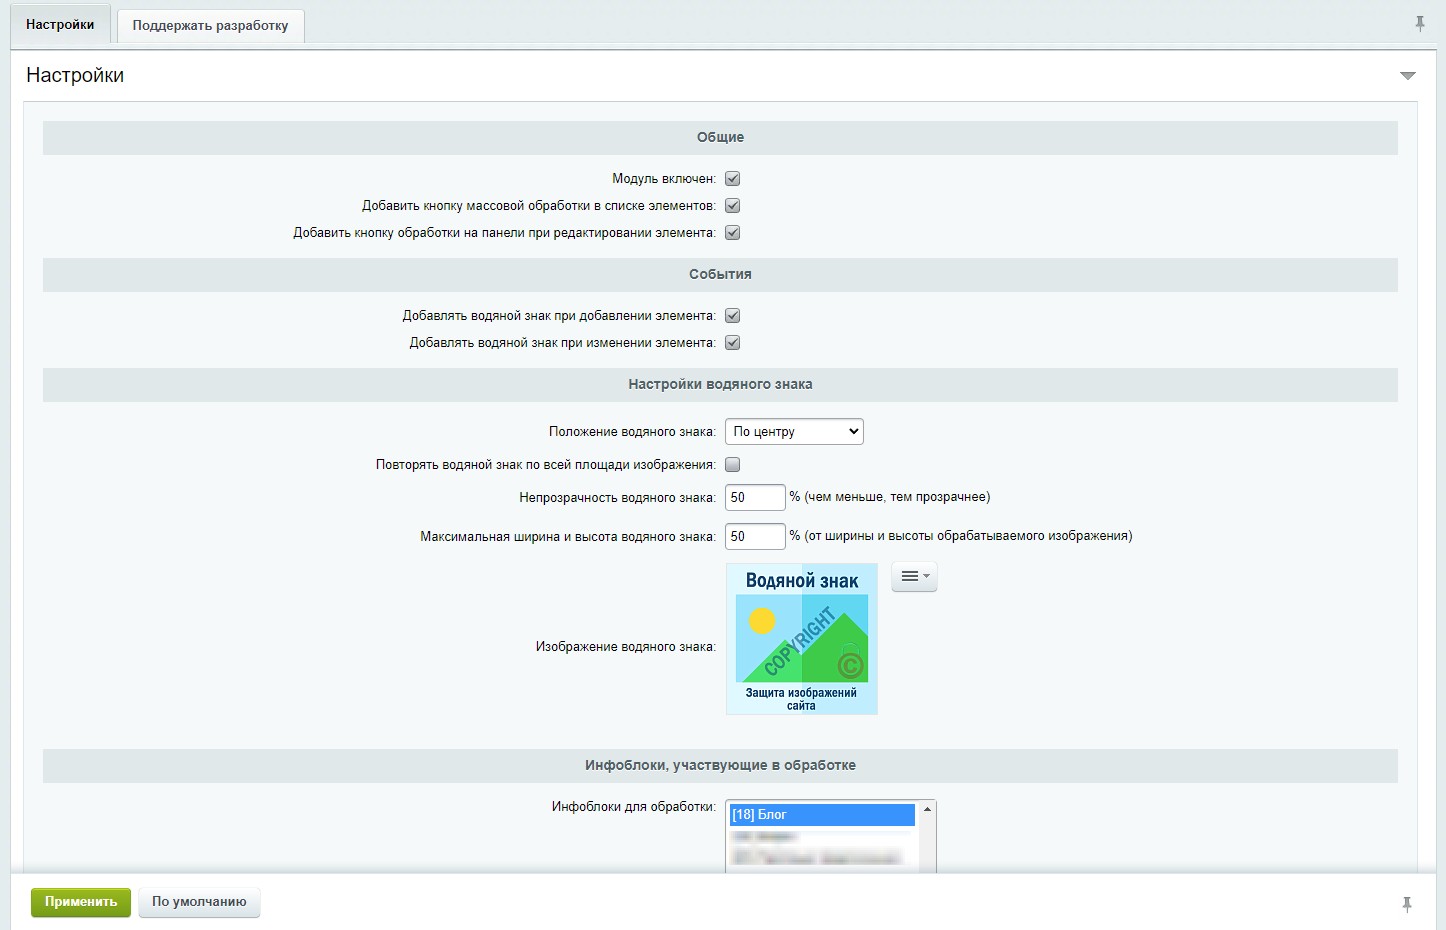 Настройки
Поддержать разработку
Настройки
Общие
Модуль включен:
Добавить кнопку массовой обработки в списке элементов:
Добавить кнопку обработки на панели при редактировании элемента:
События
Добавлять водяной знак при добавлении элемента:
Добавлять водяной знак при изменении элемента:
Настройки водяного знака
Положение водяного знака: По центру
Повторять водяной знак по всей площади изображения:
Непрозрачность водяного знака: 50 % (чем меньше, тем прозрачнее)
Максимальная ширина и высота водяного знака: 50 % (от ширины и высоты обрабатываемого изображения)
Изображение водяного знака:
Водяной знак
COPYRIGHT
©
Защита изображений
сайта
Инфоблоки, участвующие в обработке
Инфоблоки для обработки: [18] Блог
Применить
По умолчанию